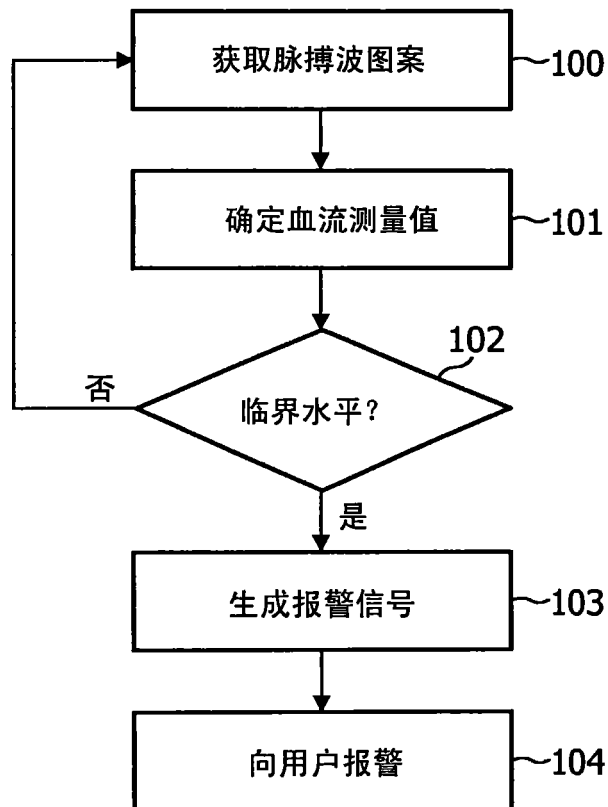 获取脉搏波图案
100
确定血流测量值
101
102
临界水平?
否
是
生成报警信号
103
向用户报警
104